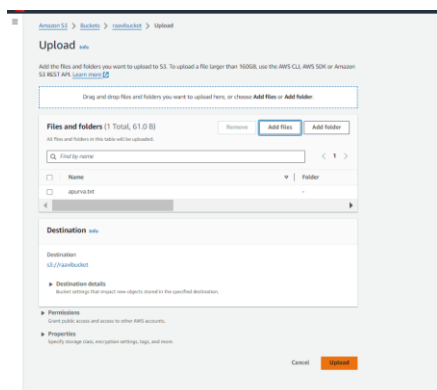 Amazon S3 > Buckets > raavibucket > Upload
Upload Info
Add the files and folders you want to upload to S3. To upload a file larger than 160GB, use the AWS CLI, AWS SDK or Amazon
S3 REST API. Learn more
Drag and drop files and folders you want to upload here, or choose Add files or Add folder.
Files and folders (1 Total, 61.0 B)
Remove
Add files
Add folder
All files and folders in this table will be uploaded.
Find by name
< 1 >
Name
Folder
apurva.txt
-
Destination Info
Destination
s3://raavibucket
Destination details
Bucket settings that impact new objects stored in the specified destination.
Permissions
Grant public access and access to other AWS accounts.
Properties
Specify storage class, encryption settings, tags, and more.
Cancel
Upload